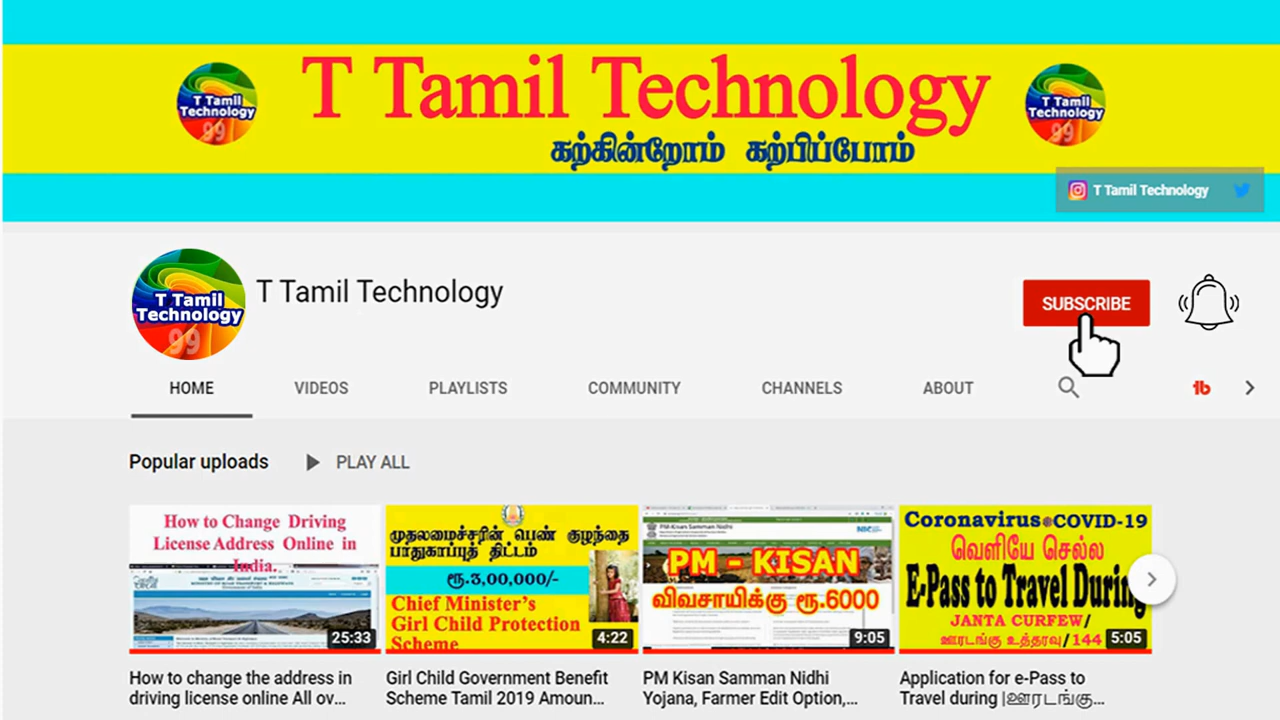 T Tamil Technology
கற்கின்றோம் கற்பிப்போம்
T Tamil
Technology
99
T Tamil
Technology
99
T Tamil Technology
T Tamil
Technology
99
T Tamil Technology
SUBSCRIBE
HOME VIDEOS PLAYLISTS COMMUNITY CHANNELS ABOUT
Popular uploads PLAY ALL
How to Change Driving
License Address Online in
India.
25:33
முதலமைச்சரின் பெண் குழந்தை
பாதுகாப்புத் திட்டம்
ரூ.3,00,000/-
Chief Minister's
Girl Child Protection
Scheme
4:22
PM-Kisan Samman Nidhi
PM - KISAN
விவசாயிக்கு ரூ.6000
9:05
Coronavirus COVID-19
வெளியே செல்ல
E-Pass to Travel During
JANTA CURFEW/
ஊரடங்கு உத்தரவு/144
5:05
How to change the address in
driving license online All ov...
Girl Child Government Benefit
Scheme Tamil 2019 Amoun...
PM Kisan Samman Nidhi
Yojana, Farmer Edit Option,...
Application for e-Pass to
Travel during |ஊரடங்கு...